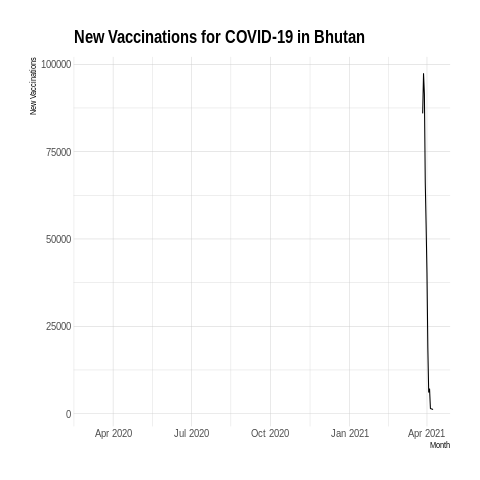 New Vaccinations for COVID-19 in Bhutan
New Vaccinations
100000
75000
50000
25000
0
Apr 2020 Jul 2020 Oct 2020 Jan 2021 Apr 2021
Month